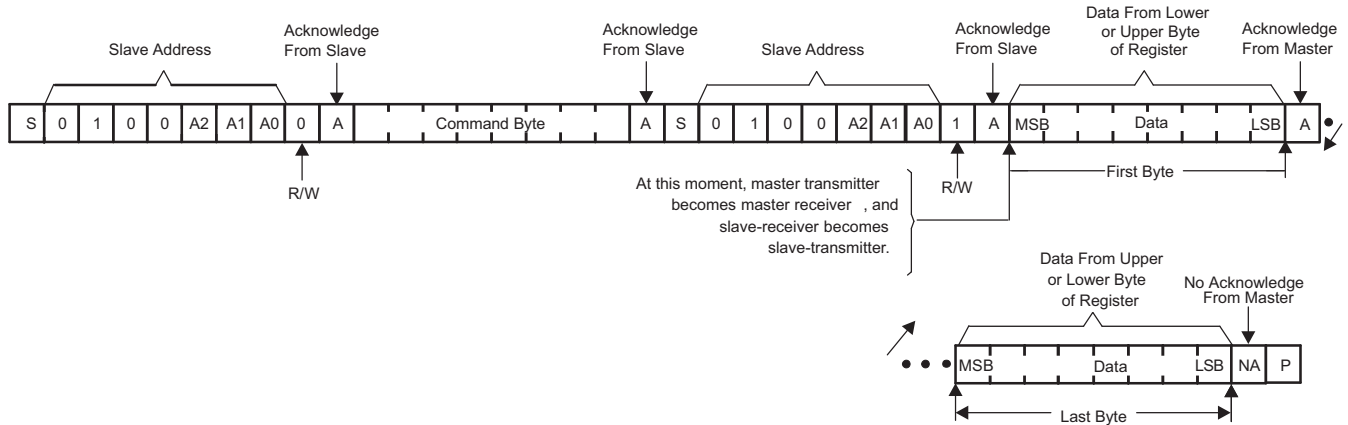 Acknowledge
From Slave
Slave Address
Acknowledge
From Slave
Slave Address
Acknowledge
From Slave
Data From Lower
or Upper Byte
of Register
Acknowledge
From Master
S 0 1 0 0 A2 A1 A0 0 A Command Byte A S 0 1 0 0 A2 A1 A0 1 A MSB Data LSB A
R/W
R/W
First Byte
At this moment, master transmitter
becomes master receiver , and
slave-receiver becomes
slave-transmitter.
Data From Upper
or Lower Byte
of Register
No Acknowledge
From Master
MSB Data LSB NA P
Last Byte